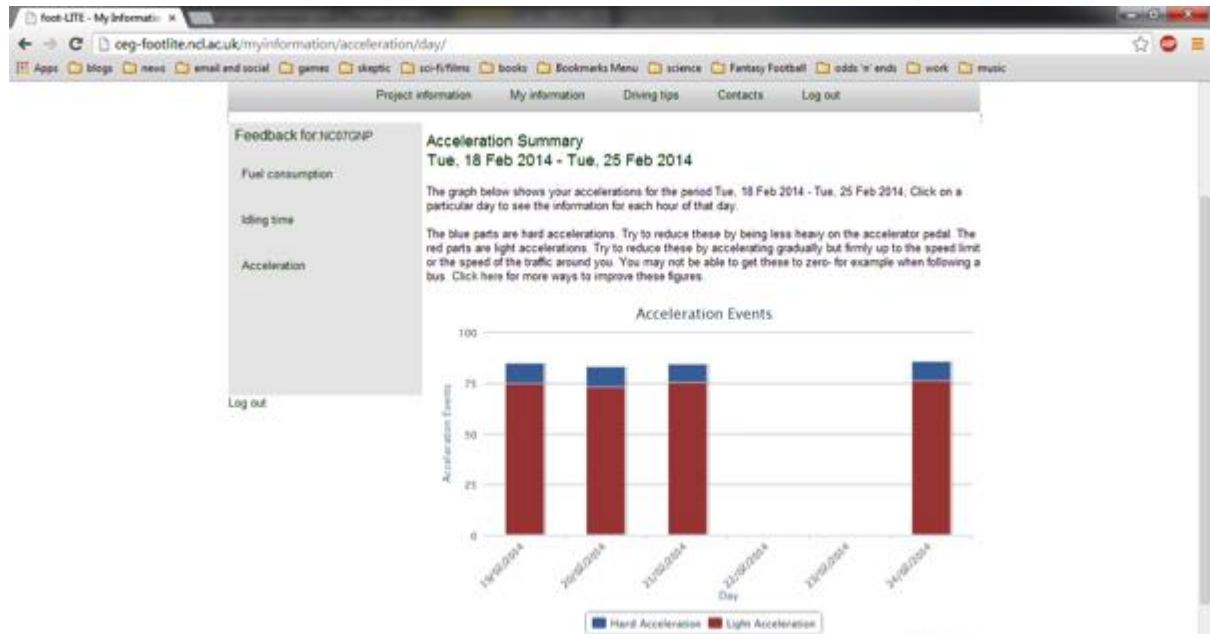 foot-LITE - My Informatio
ceg-footlite.ncl.ac.uk/myinformation/acceleration/day/
Apps blogs news email and social games skeptic sci-fi/films books Bookmarks Menu science Fantasy Football odds 'n' ends work music
Project information My information Driving tips Contacts Log out
Feedback for:NC07GNP
Fuel consumption
Idling time
Acceleration
Log out
Acceleration Summary
Tue, 18 Feb 2014 - Tue, 25 Feb 2014
The graph below shows your accelerations for the period Tue, 18 Feb 2014 - Tue, 25 Feb 2014; Click on a
particular day to see the information for each hour of that day.
The blue parts are hard accelerations. Try to reduce these by being less heavy on the accelerator pedal. The
red parts are light accelerations. Try to reduce these by accelerating gradually but firmly up to the speed limit
or the speed of the traffic around you. You may not be able to get these to zero- for example when following a
bus. Click here for more ways to improve these figures.
Acceleration Events
100
75
50
25
0
Acceleration Events
19/02/2014
20/02/2014
21/02/2014
22/02/2014
23/02/2014
24/02/2014
Day
Hard Acceleration Light Acceleration